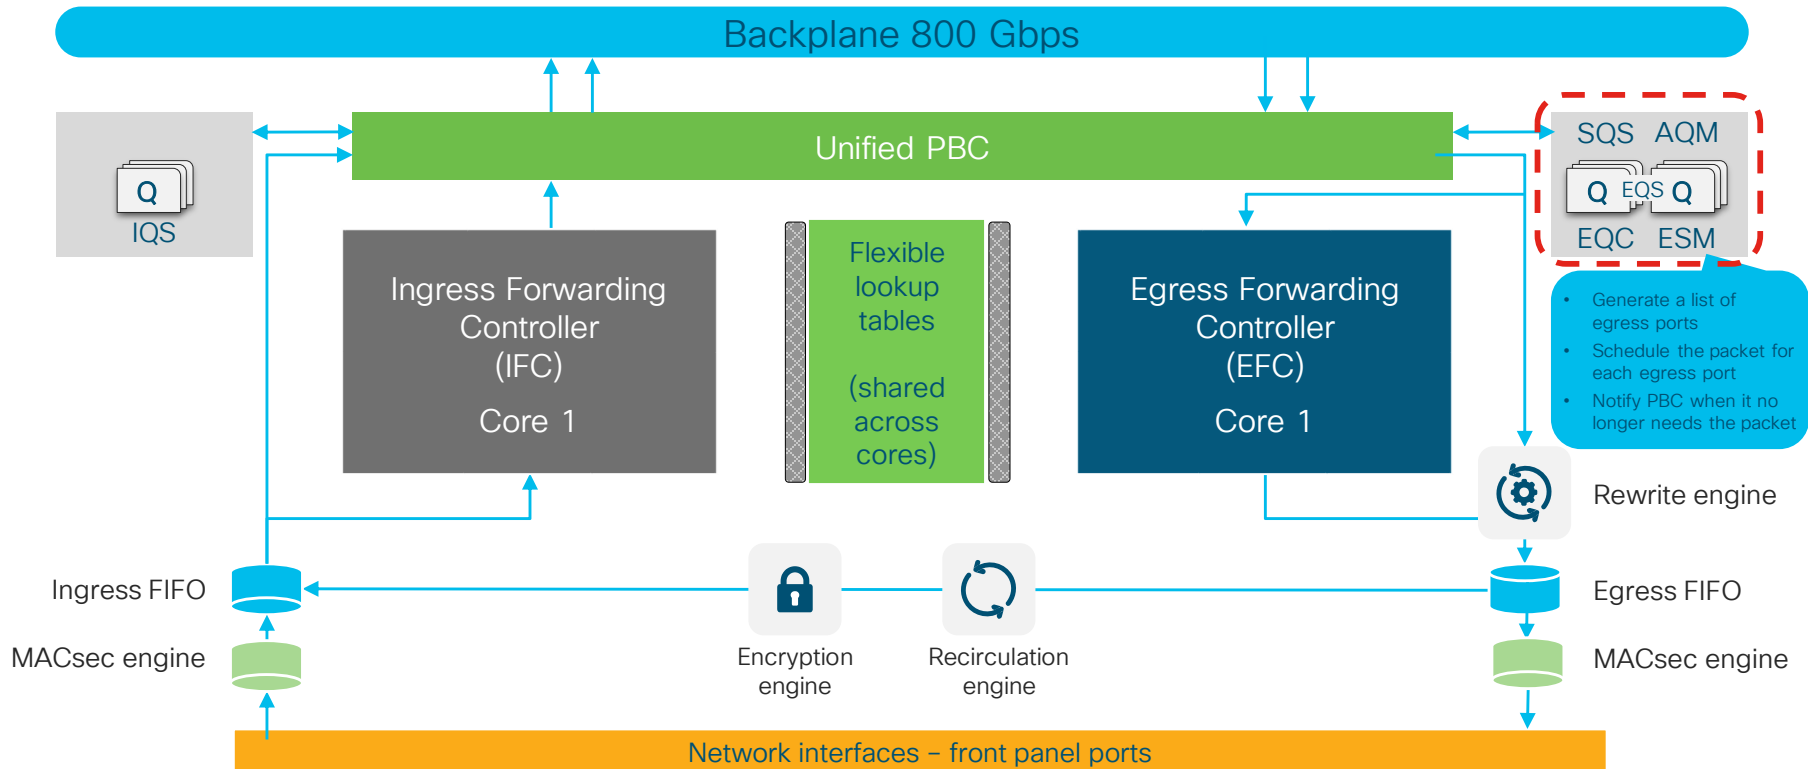 Backplane 800 Gbps
Unified PBC
Q
IQS
SQS AQM
Q EQS Q
EQC ESM
Ingress Forwarding
Controller
(IFC)
Core 1
Flexible
lookup
tables
(shared
across
cores)
Egress Forwarding
Controller
(EFC)
Core 1
• Generate a list of
egress ports
• Schedule the packet for
each egress port
• Notify PBC when it no
longer needs the packet
Rewrite engine
Ingress FIFO
Egress FIFO
MACsec engine
Encryption
engine
Recirculation
engine
MACsec engine
Network interfaces – front panel ports